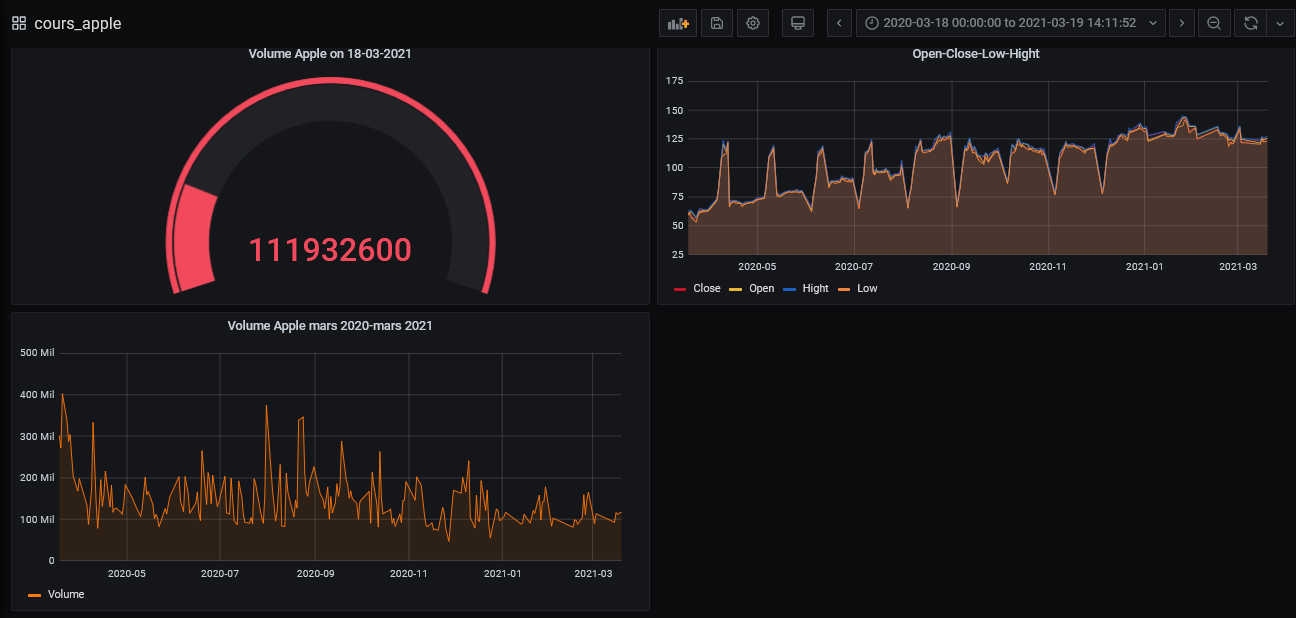 cours_apple
2020-03-18 00:00:00 to 2021-03-19 14:11:52
Volume Apple on 18-03-2021
111932600
Open-Close-Low-Hight
175
150
125
100
75
50
25
2020-05 2020-07 2020-09 2020-11 2021-01 2021-03
Close Open Hight Low
Volume Apple mars 2020-mars 2021
500 Mil
400 Mil
300 Mil
200 Mil
100 Mil
0
2020-05 2020-07 2020-09 2020-11 2021-01 2021-03
Volume